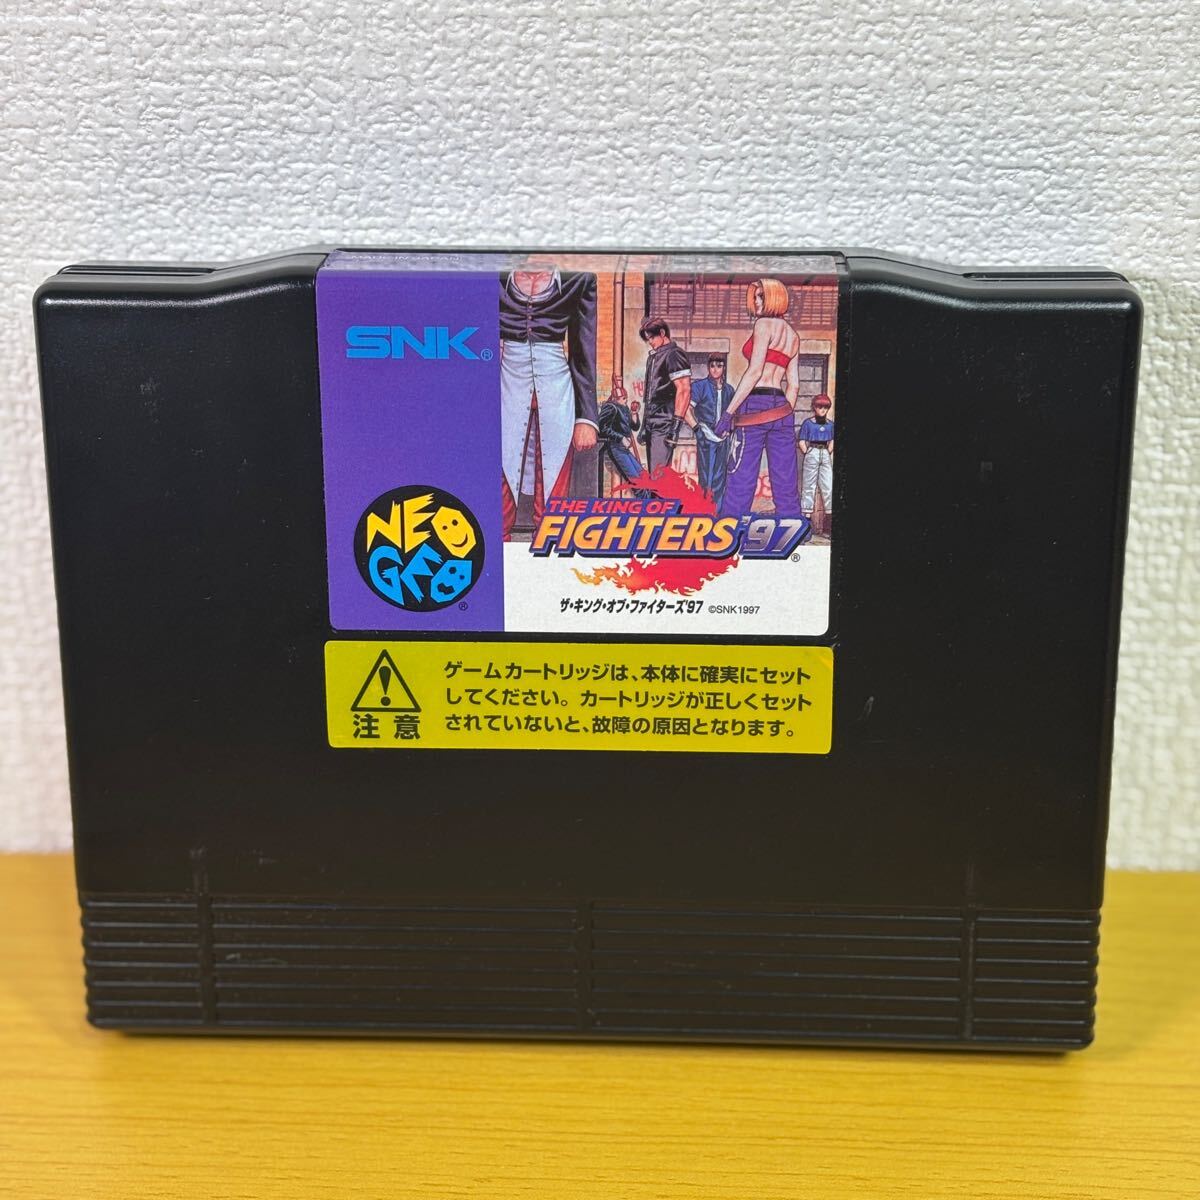 MADE IN JAPAN
SNK®
NEO
GEO®
THE KING OF
FIGHTERS'97®
ザ・キング・オブ・ファイターズ'97 ©SNK1997
注意
ゲームカートリッジは、本体に確実にセット
してください。カートリッジが正しくセット
されていないと、故障の原因となります。